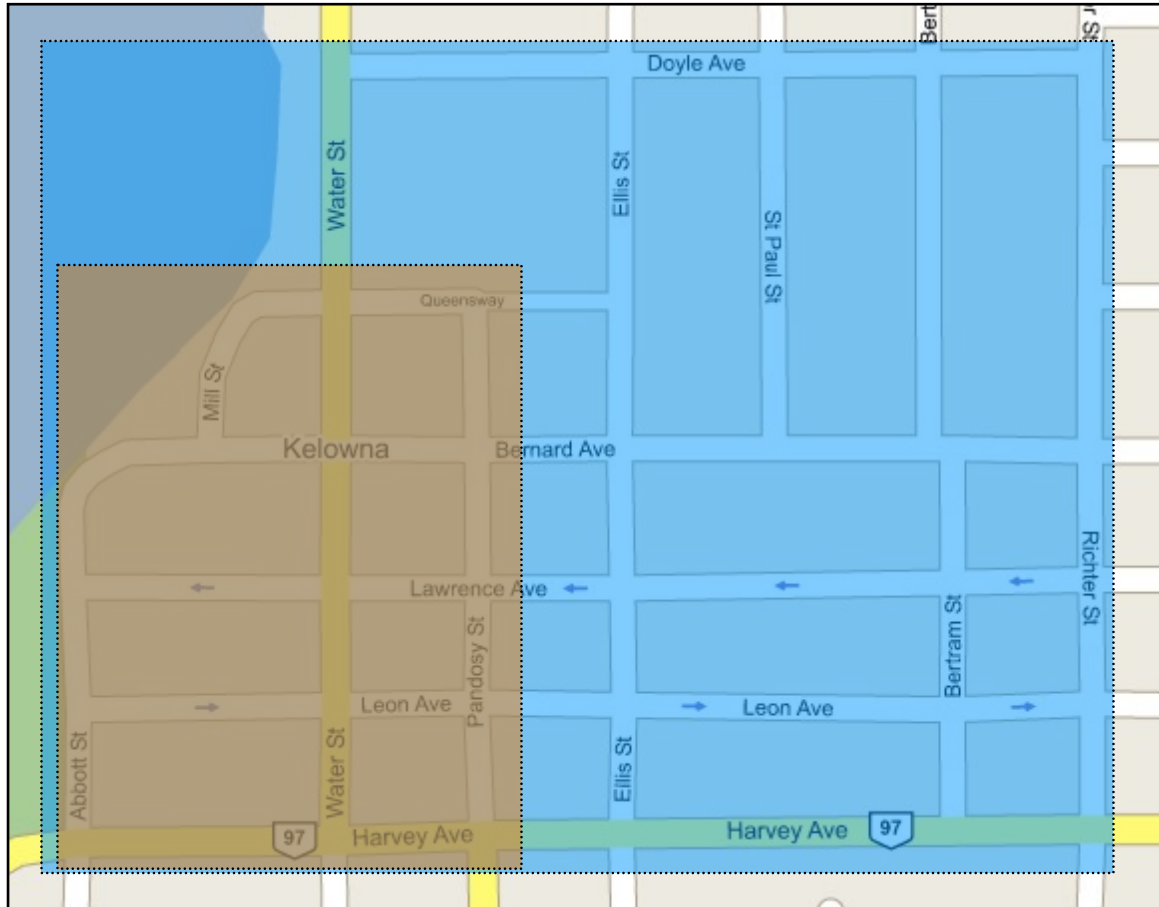 Bert
r St
Doyle Ave
Water St
Ellis St
St Paul St
Queensway
Mill St
Kelowna
Bernard Ave
Lawrence Ave
Richter St
Bertram St
Pandosy St
Leon Ave
Leon Ave
Abbott St
Water St
Ellis St
97
Harvey Ave
Harvey Ave
97